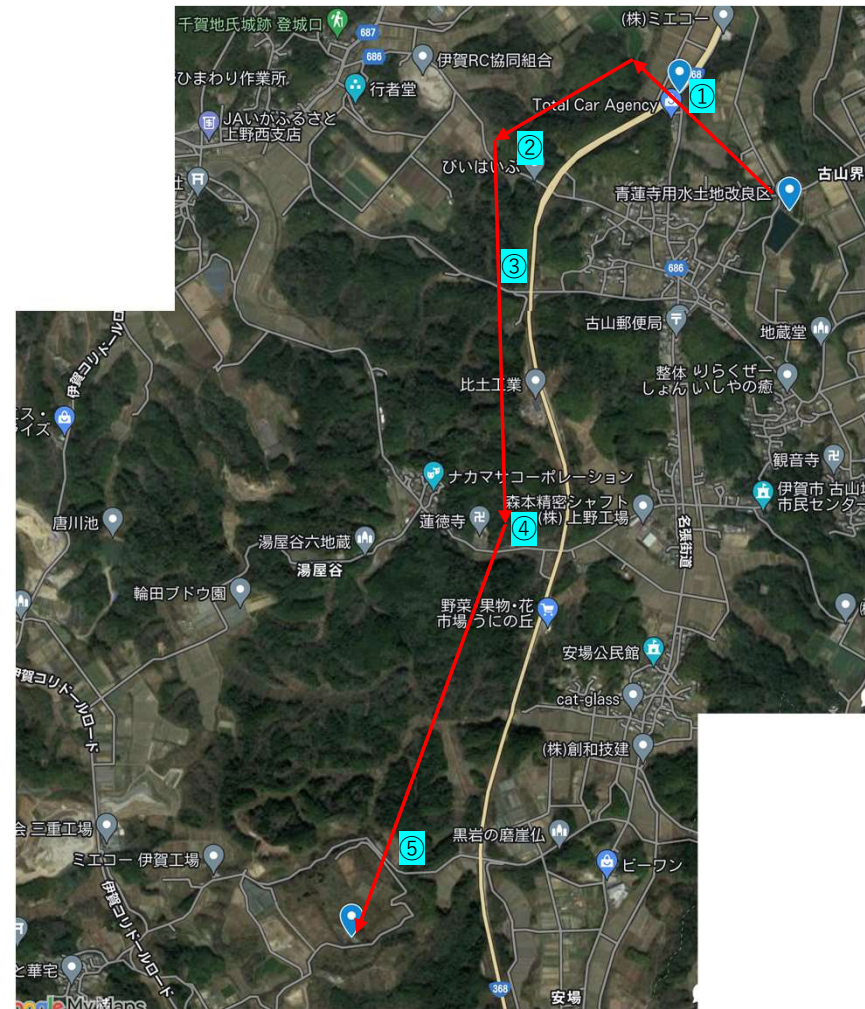 千賀地氏城跡 登城口
(株)ミエコー
687
686
伊賀RC協同組合
ひまわり作業所
行者堂
68
①
Total Car Agency
JAいがふるさと
上野西支店
②
びいはいぶ
古山界
青蓮寺用水土地改良区
社
③
686
古山郵便局
地蔵堂
伊賀コリドールロード
整体 りらくぜー
しょん いしやの癒
比土工業
エス・
ライズ
観音寺
ナカマサコーポレーション
伊賀市 古山地
市民センター
森本精密シャフト
(株) 上野工場
蓮徳寺
④
唐川池
名張街道
湯屋谷六地蔵
湯屋谷
輪田ブドウ園
野菜・果物・花
市場 うにの丘
安場公民館
伊賀コリドールロード
cat-glass
(株)創和技建
会 三重工場
黒岩の磨崖仏
⑤
ミエコー 伊賀工場
ビーワン
伊賀コリドールロード
と華宅
368
安場
Google My Maps